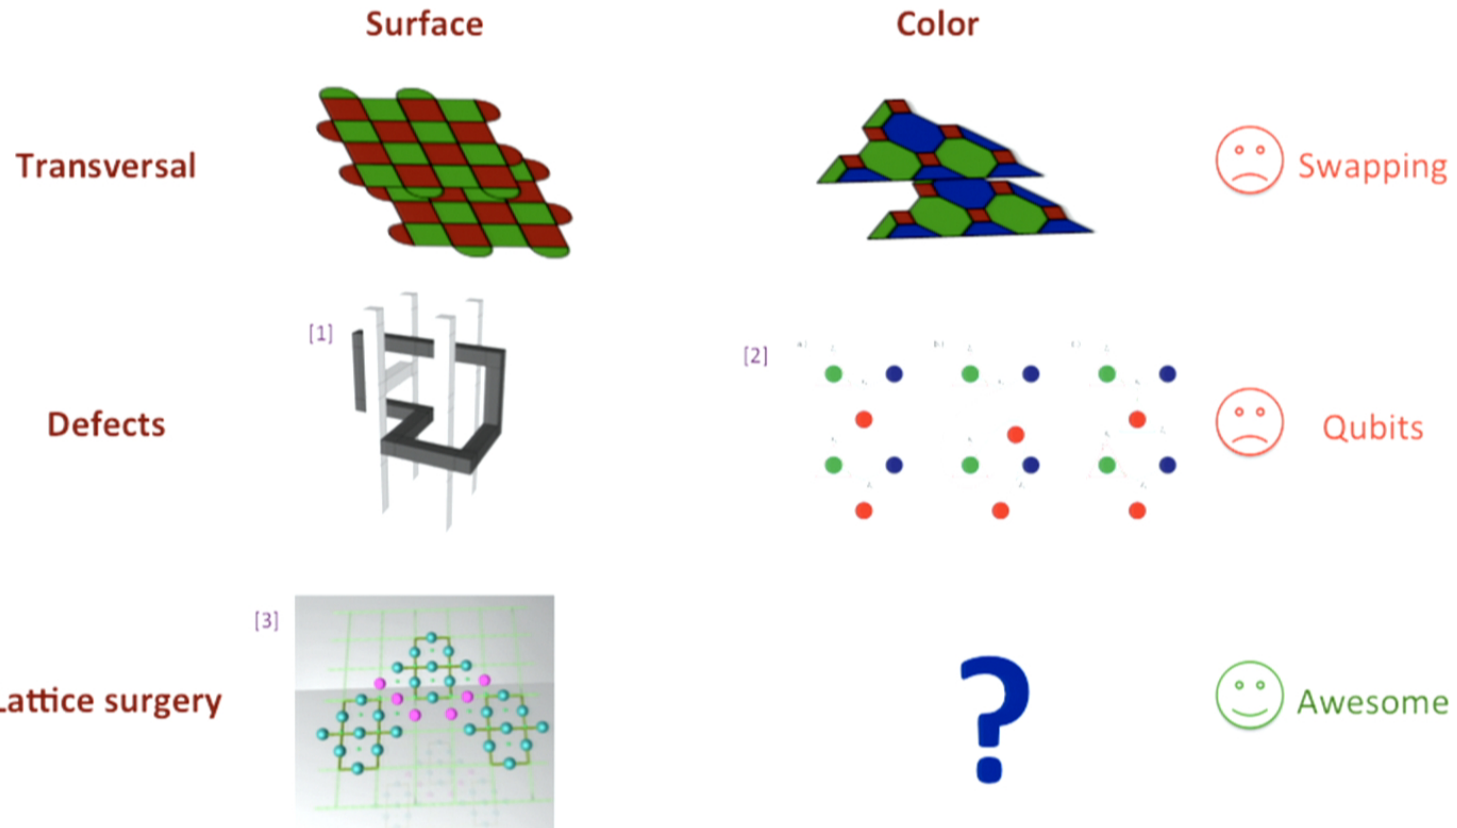 Surface
Color
Transversal
Swapping
[1]
[2]
Defects
Qubits
[3]
Lattice surgery
?
Awesome